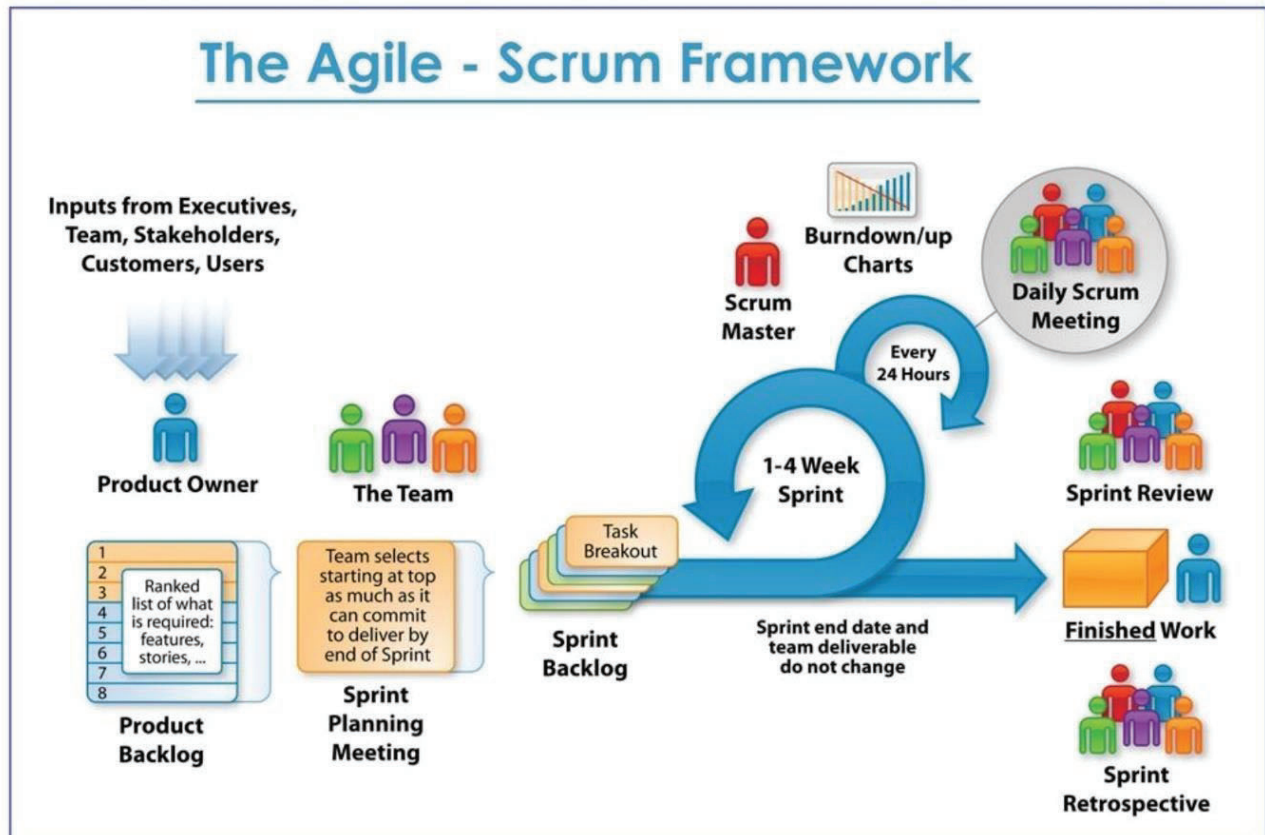 The Agile - Scrum Framework
Inputs from Executives,
Team, Stakeholders,
Customers, Users
Product Owner
The Team
1
2
3
4
5
6
7
8
Ranked
list of what
is required:
features,
stories, ...
Product
Backlog
Team selects
starting at top
as much as it
can commit
to deliver by
end of Sprint
Sprint
Planning
Meeting
Task
Breakout
Sprint
Backlog
Scrum
Master
Burndown/up
Charts
Every
24 Hours
Daily Scrum
Meeting
1-4 Week
Sprint
Sprint end date and
team deliverable
do not change
Sprint Review
Finished Work
Sprint
Retrospective